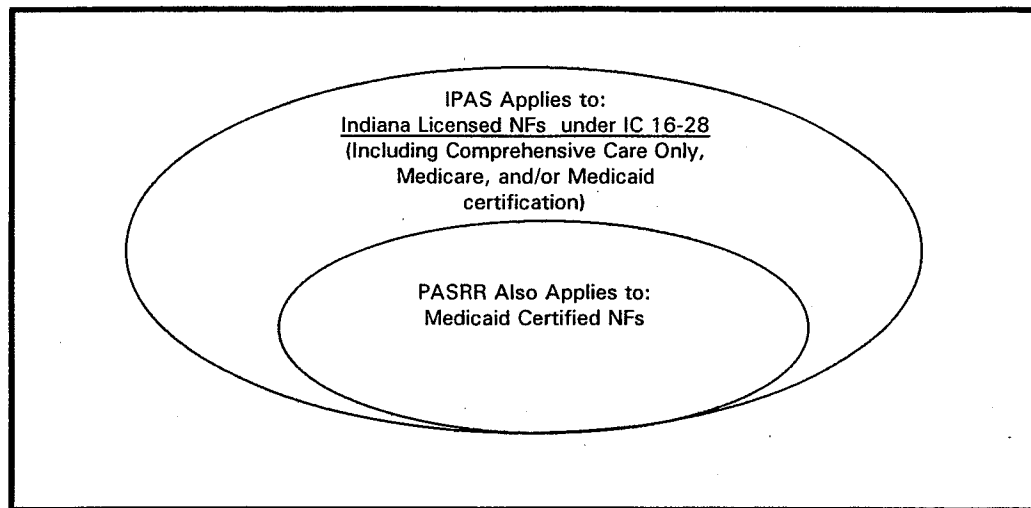 IPAS Applies to:
Indiana Licensed NFs under IC 16-28
(Including Comprehensive Care Only,
Medicare, and/or Medicaid
certification)
PASRR Also Applies to:
Medicaid Certified NFs